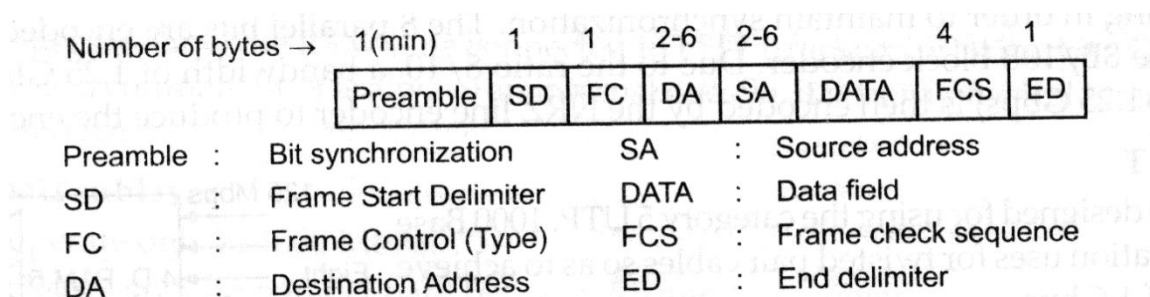 Number of bytes → 1(min) 1 1 2-6 2-6 4 1
Preamble SD FC DA SA DATA FCS ED
Preamble : Bit synchronization SA : Source address
SD : Frame Start Delimiter DATA : Data field
FC : Frame Control (Type) FCS : Frame check sequence
DA : Destination Address ED : End delimiter